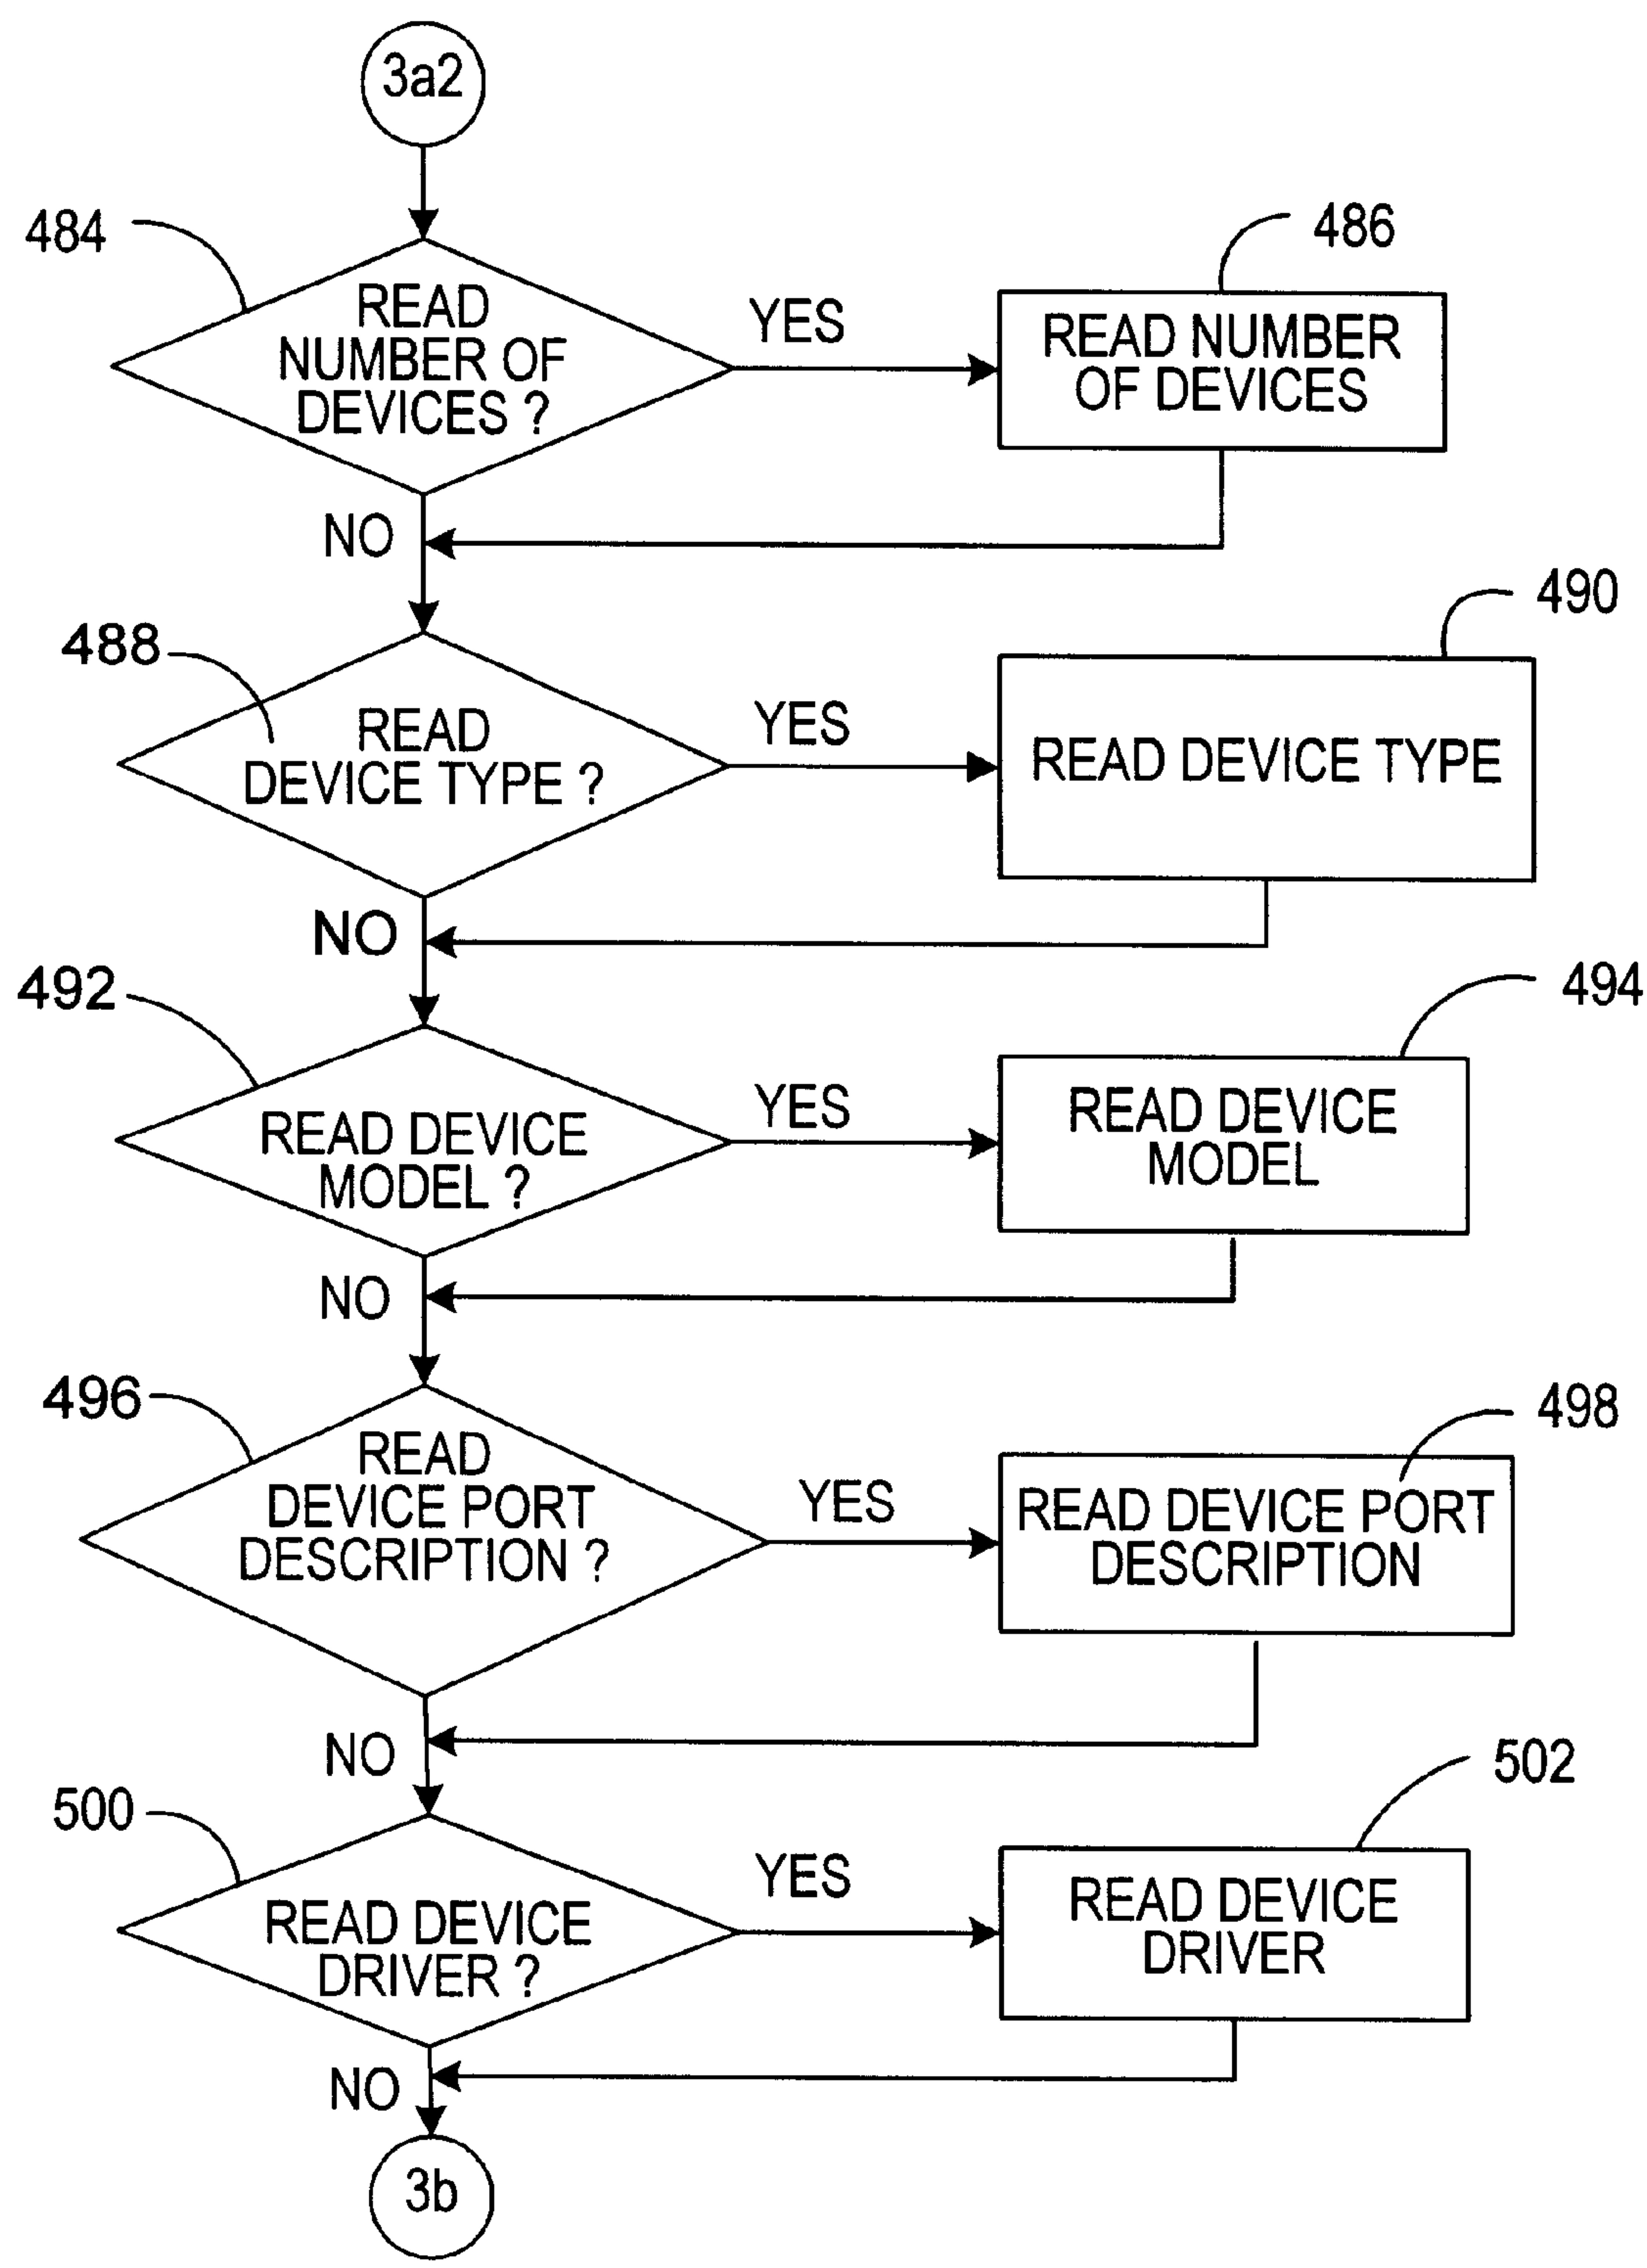 3a2
484
READ
NUMBER OF
DEVICES ?
YES
486
READ NUMBER
OF DEVICES
NO
488
READ
DEVICE TYPE ?
YES
490
READ DEVICE TYPE
NO
492
READ DEVICE
MODEL ?
YES
494
READ DEVICE
MODEL
NO
496
READ
DEVICE PORT
DESCRIPTION ?
YES
498
READ DEVICE PORT
DESCRIPTION
NO
500
READ DEVICE
DRIVER ?
YES
502
READ DEVICE
DRIVER
NO
3b